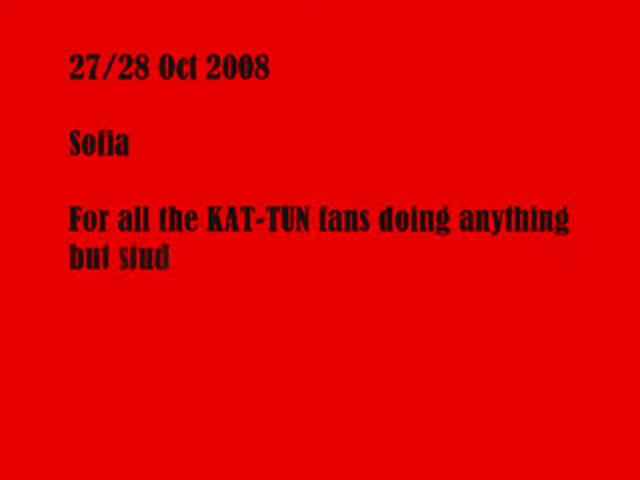 27/28 Oct 2008
Sofia
For all the KAT-TUN fans doing anything
but stud